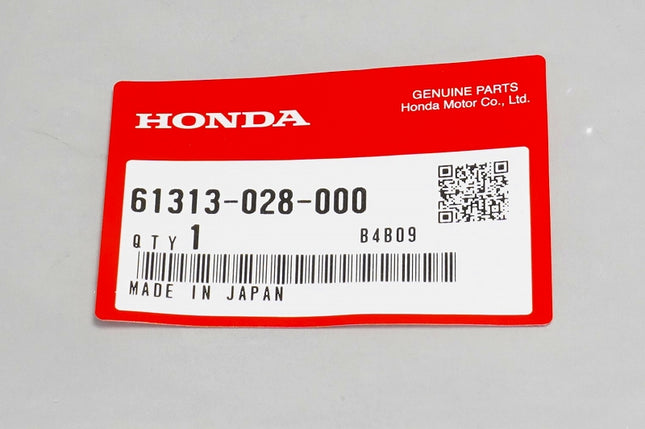 HONDA
GENUINE PARTS
Honda Motor Co., Ltd.
61313-028-000
QTY 1 B4B09
MADE IN JAPAN